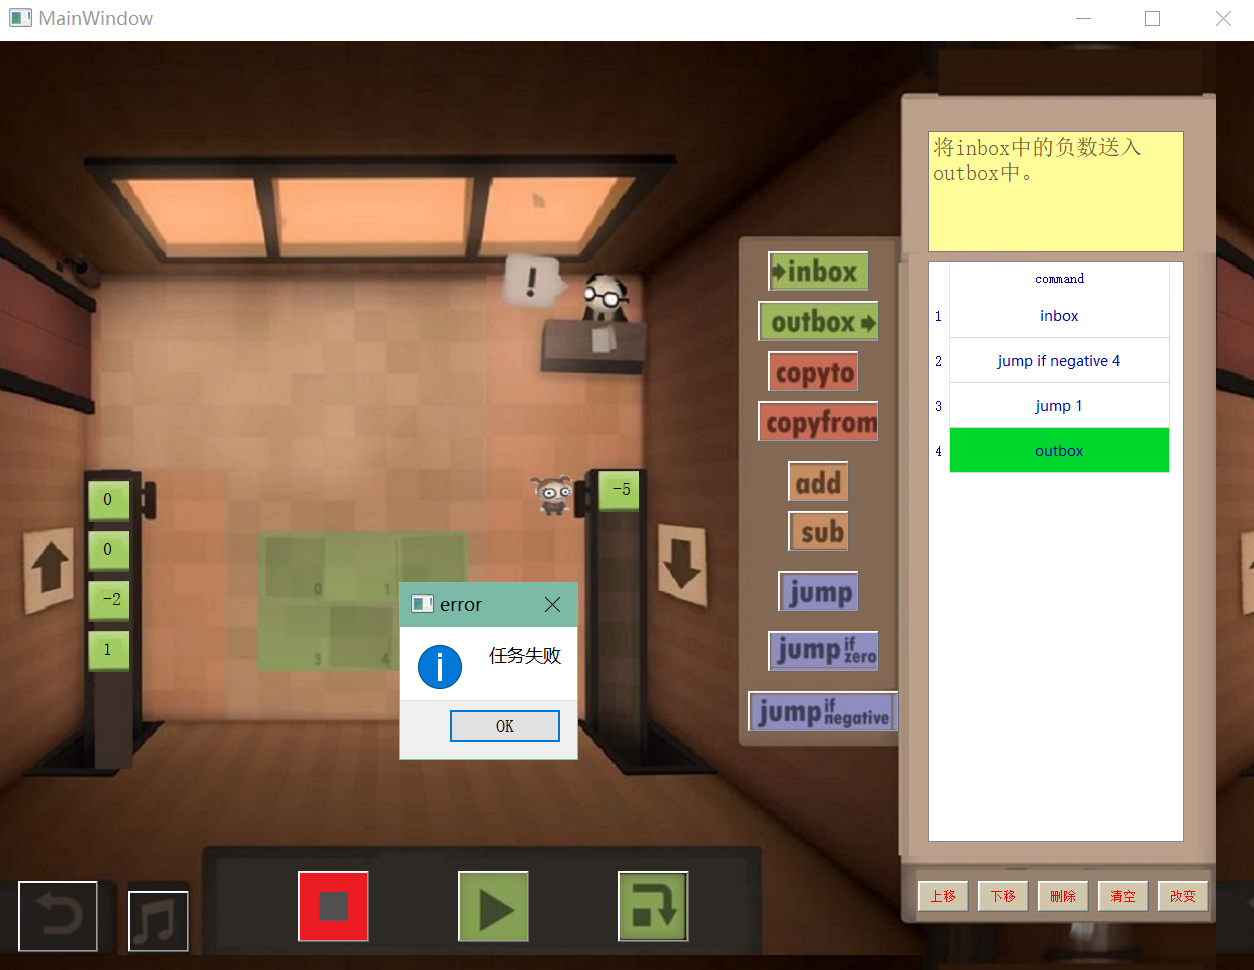 MainWindow
将inbox中的负数送入
outbox中。
!
inbox
outbox
copyto
copyfrom
add
sub
jump
jump if zero
jump if negative
command
1 inbox
2 jump if negative 4
3 jump 1
4 outbox
-5
0
0
-2
1
0 1
3 4
error
任务失败
OK
上移 下移 删除 清空 改变